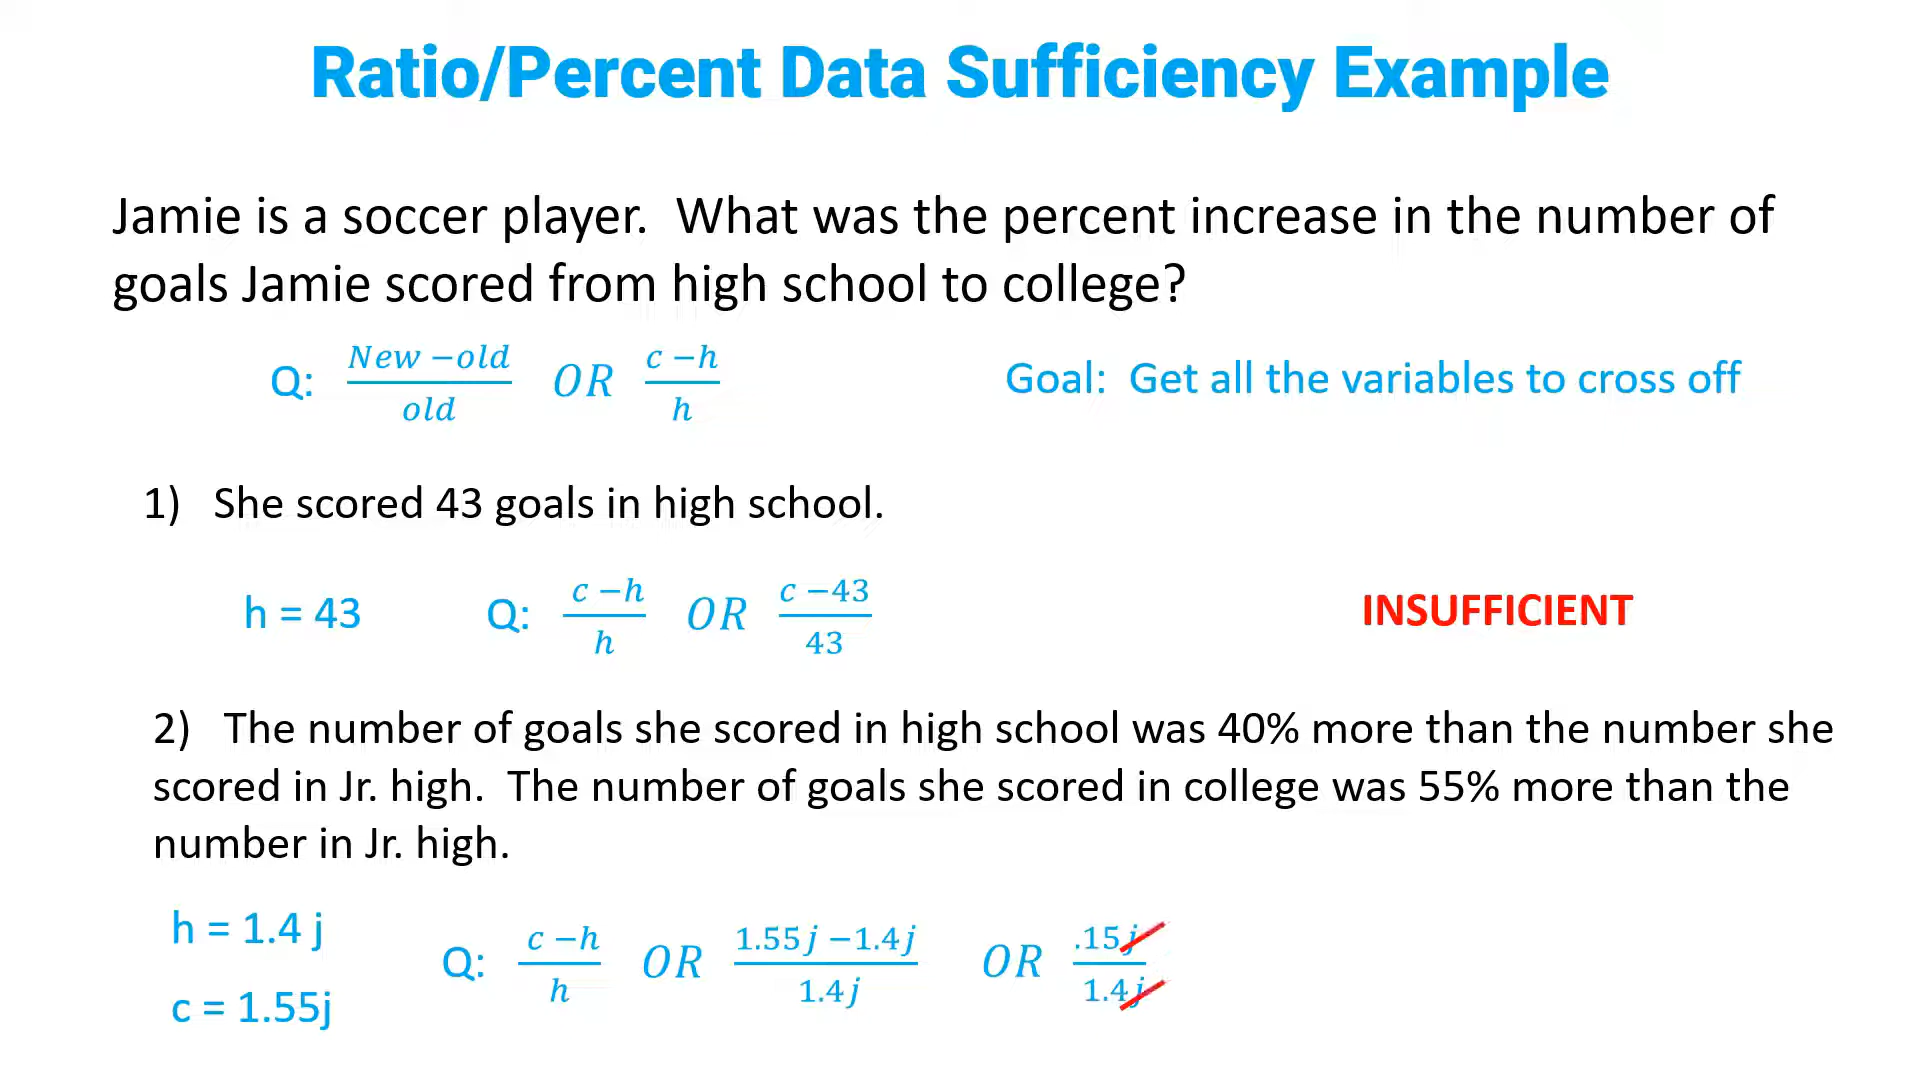 Ratio/Percent Data Sufficiency Example
Jamie is a soccer player. What was the percent increase in the number of
goals Jamie scored from high school to college?
Q: New −old / old OR c −h / h Goal: Get all the variables to cross off
1) She scored 43 goals in high school.
h = 43 Q: c −h / h OR c −43 / 43 INSUFFICIENT
2) The number of goals she scored in high school was 40% more than the number she
scored in Jr. high. The number of goals she scored in college was 55% more than the
number in Jr. high.
h = 1.4 j
Q: c −h / h OR 1.55j −1.4j / 1.4j OR .15j / 1.4j
c = 1.55j